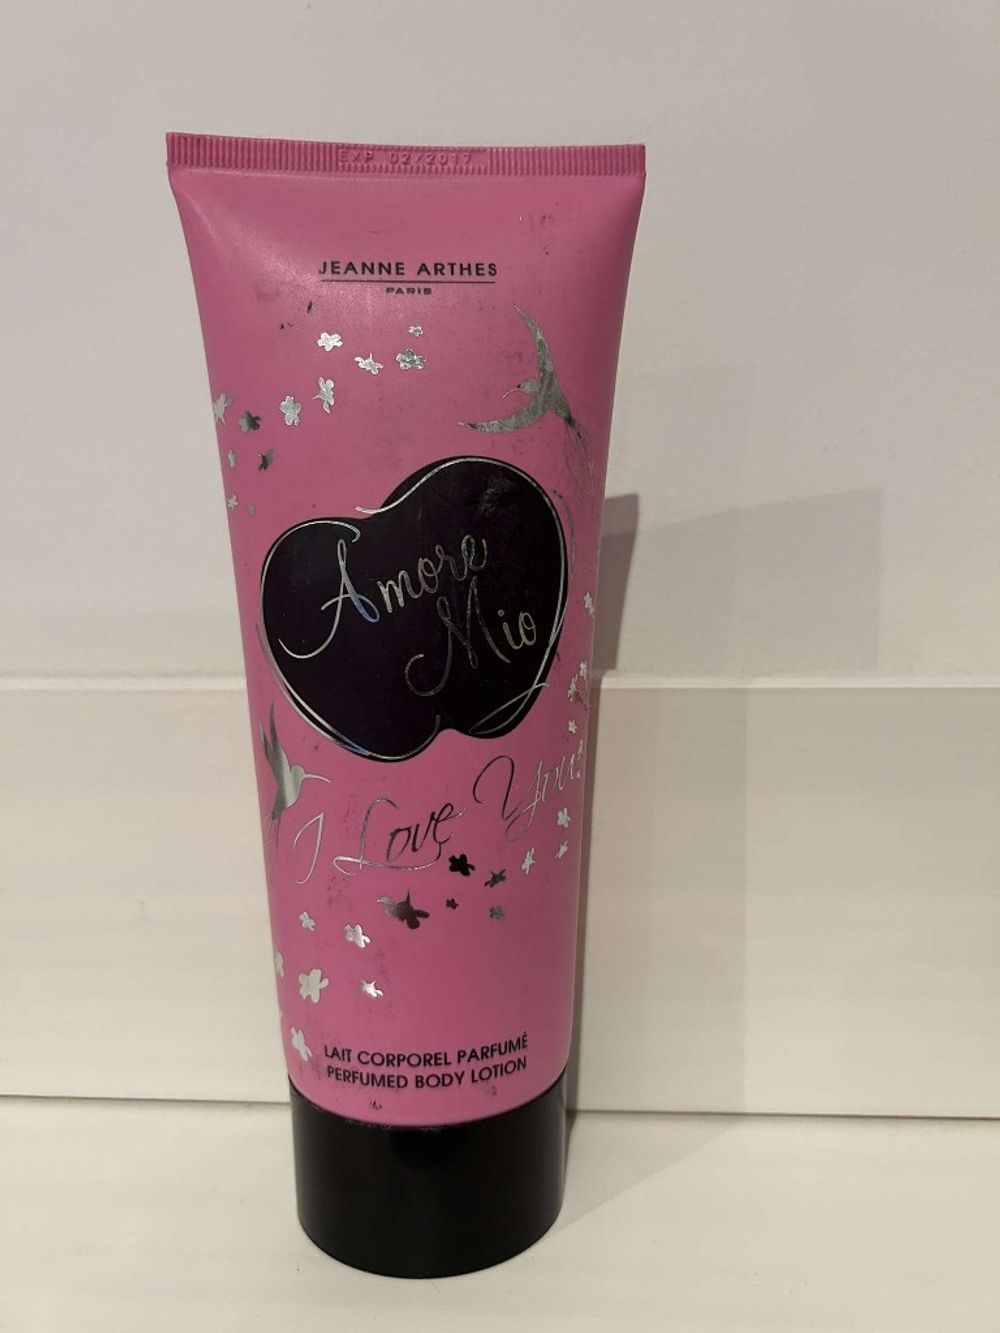 EXP 02/2017
JEANNE ARTHES
PARIS
Amore
Mio
I Love You!
LAIT CORPOREL PARFUMÉ
PERFUMED BODY LOTION